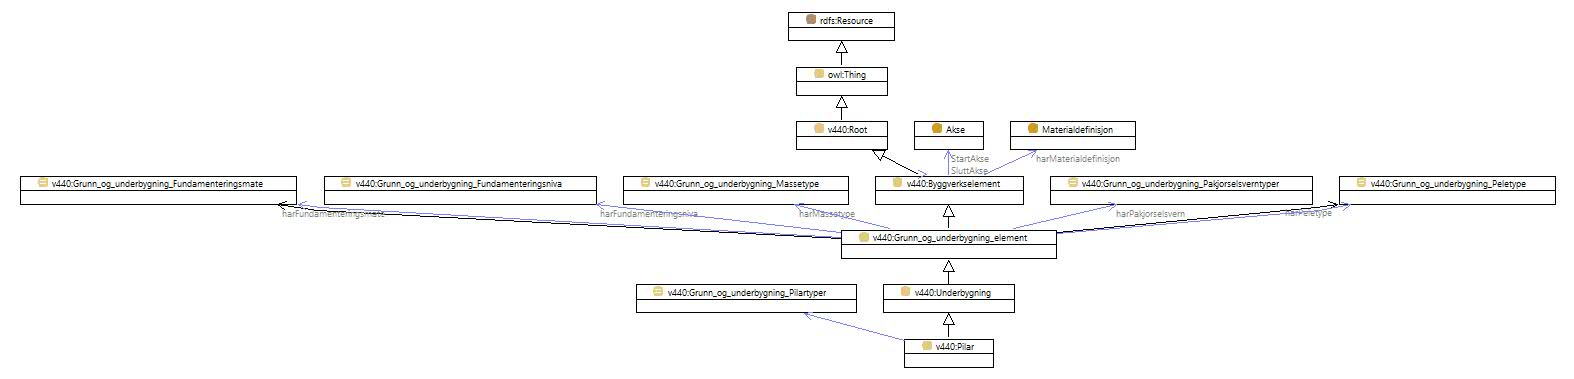 rdfs:Resource
owl:Thing
v440:Root
Akse
Materialdefinisjon
StartAkse
SluttAkse
harMaterialdefinisjon
v440:Grunn_og_underbygning_Fundamenteringsmate
v440:Grunn_og_underbygning_Fundamenteringsniva
v440:Grunn_og_underbygning_Massetype
v440:Byggverkselement
v440:Grunn_og_underbygning_Pakjorselsverntyper
v440:Grunn_og_underbygning_Peletype
harFundamenteringsmate
harFundamenteringsniva
harMassetype
harPakjorselsvern
harPeletype
v440:Grunn_og_underbygning_element
v440:Grunn_og_underbygning_Pilartyper
v440:Underbygning
v440:Pilar